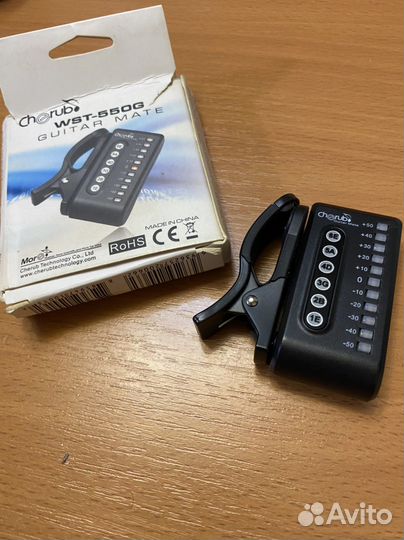 cherub
WST-550G
GUITAR MATE
MADE IN CHINA
RoHS CE
Cherub Technology Co., Ltd
www.cherubtechnology.com
cherub
6E
5A
4D
3G
2B
1E
+50
+40
+30
+20
+10
0
-10
-20
-30
-40
-50
Avito